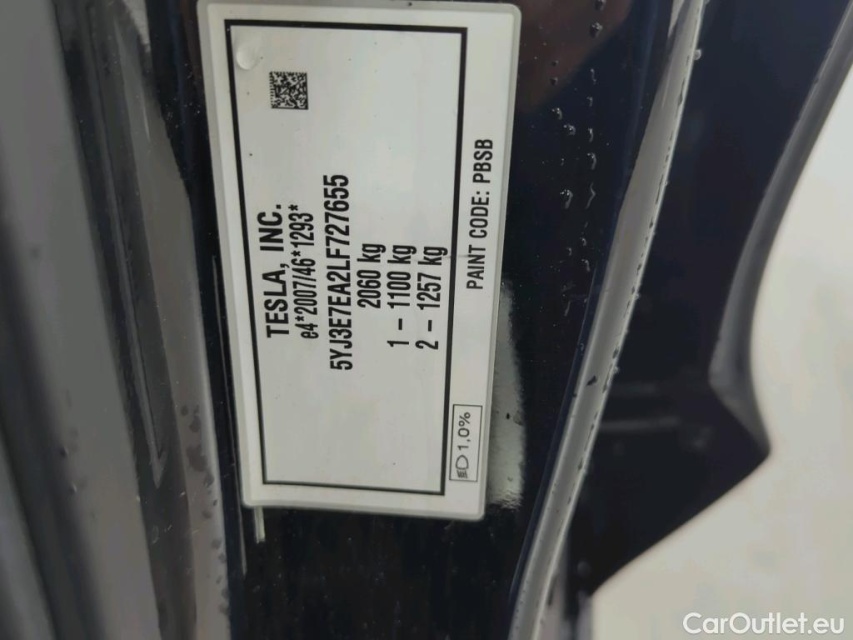 TESLA, INC.
e4*2007/46*1293*
5YJ3E7EA2LF727655
2060 kg
1 – 1100 kg
2 – 1257 kg
PAINT CODE: PBSB
1,0%
CarOutlet.eu